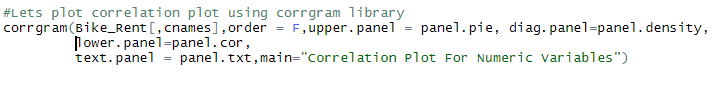 #Lets plot correlation plot using corrgram library
corrgram(Bike_Rent[,cnames],order = F,upper.panel = panel.pie, diag.panel=panel.density,
lower.panel=panel.cor,
text.panel = panel.txt,main="Correlation Plot For Numeric Variables")